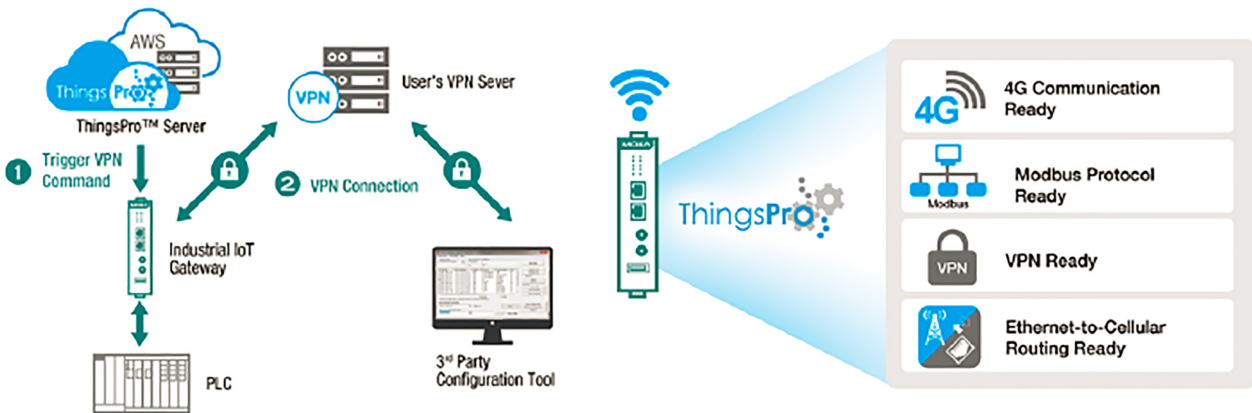 AWS
ThingsPro
ThingsPro™ Server
1 Trigger VPN
Command
VPN
User's VPN Sever
2 VPN Connection
Industrial IoT
Gateway
PLC
3rd Party
Configuration Tool
MOXA
ThingsPro
4G
4G Communication
Ready
Modbus
Modbus Protocol
Ready
VPN
VPN Ready
Ethernet-to-Cellular
Routing Ready